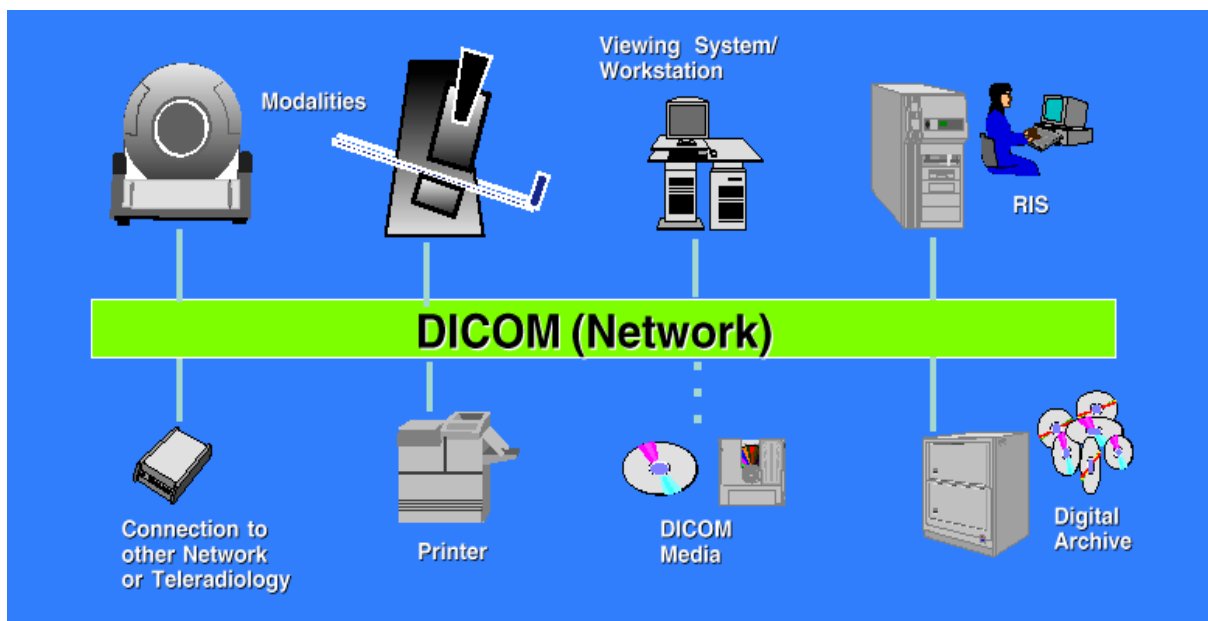 Viewing System/
Workstation
Modalities
RIS
DICOM (Network)
Connection to
other Network
or Teleradiology
Printer
DICOM
Media
Digital
Archive